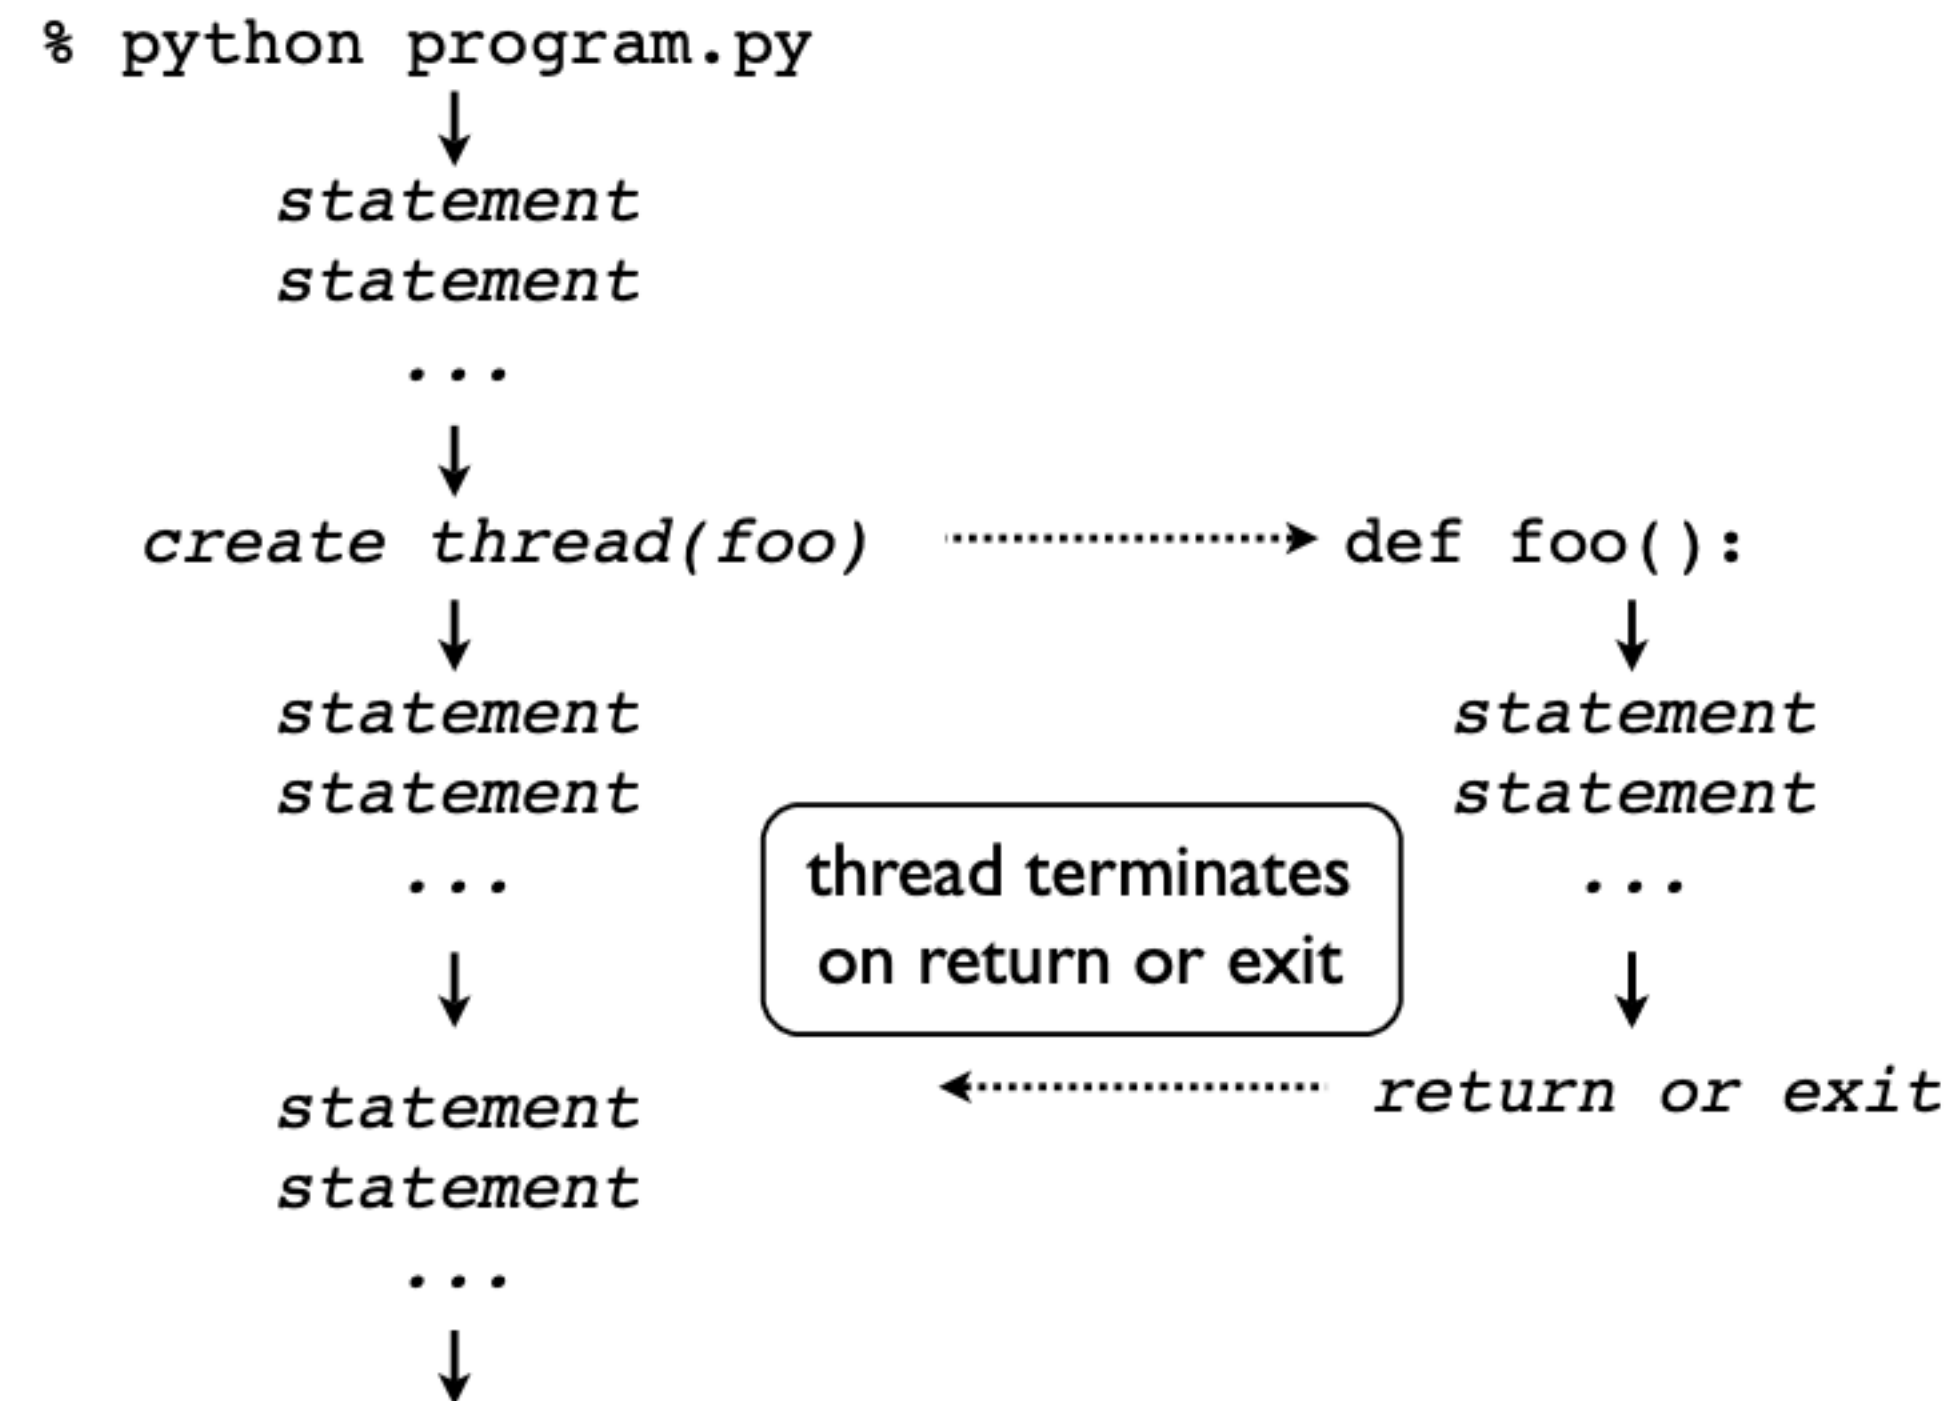 % python program.py
statement
statement
...
create thread(foo)
def foo():
statement
statement
...
statement
statement
...
thread terminates
on return or exit
return or exit
statement
statement
...